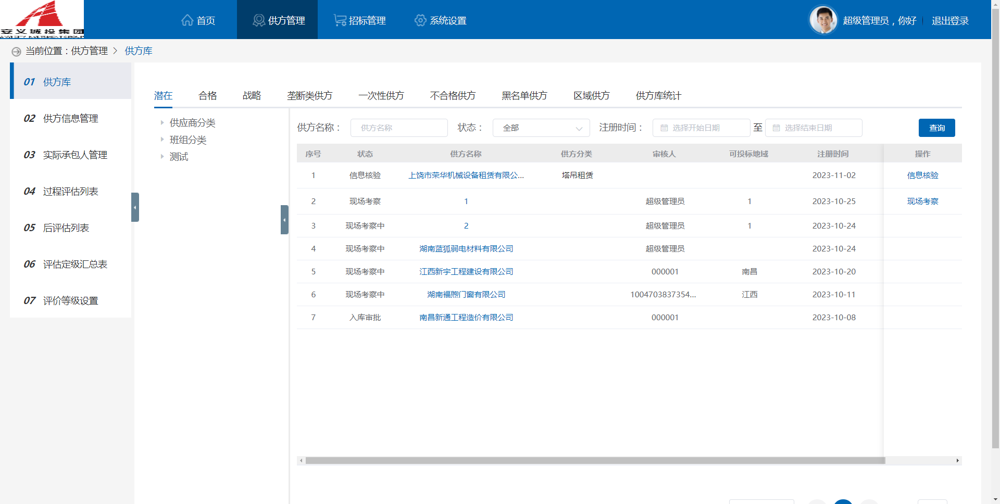 安义城投集团
首页
供方管理
招标管理
系统设置
超级管理员，你好
退出登录
当前位置：供方管理 > 供方库
01 供方库
02 供方信息管理
03 实际承包人管理
04 过程评估列表
05 后评估列表
06 评估定级汇总表
07 评价等级设置
潜在 合格 战略 垄断类供方 一次性供方 不合格供方 黑名单供方 区域供方 供方库统计
供应商分类
班组分类
测试
供方名称： 供方名称 状态： 全部 注册时间： 选择开始日期 至 选择结束日期 查询
序号 状态 供方名称 供方分类 审核人 可投标地域 注册时间 操作
1 信息核验 上饶市荣华机械设备租赁有限公... 塔吊租赁 2023-11-02 信息核验
2 现场考察 1 超级管理员 1 2023-10-25 现场考察
3 现场考察中 2 超级管理员 1 2023-10-24
4 现场考察中 湖南蓝狐弱电材料有限公司 超级管理员 2023-10-24
5 现场考察中 江西新宇工程建设有限公司 000001 南昌 2023-10-20
6 现场考察中 湖南福煦门窗有限公司 1004703837354... 江西 2023-10-11
7 入库审批 南昌新通工程造价有限公司 000001 2023-10-08